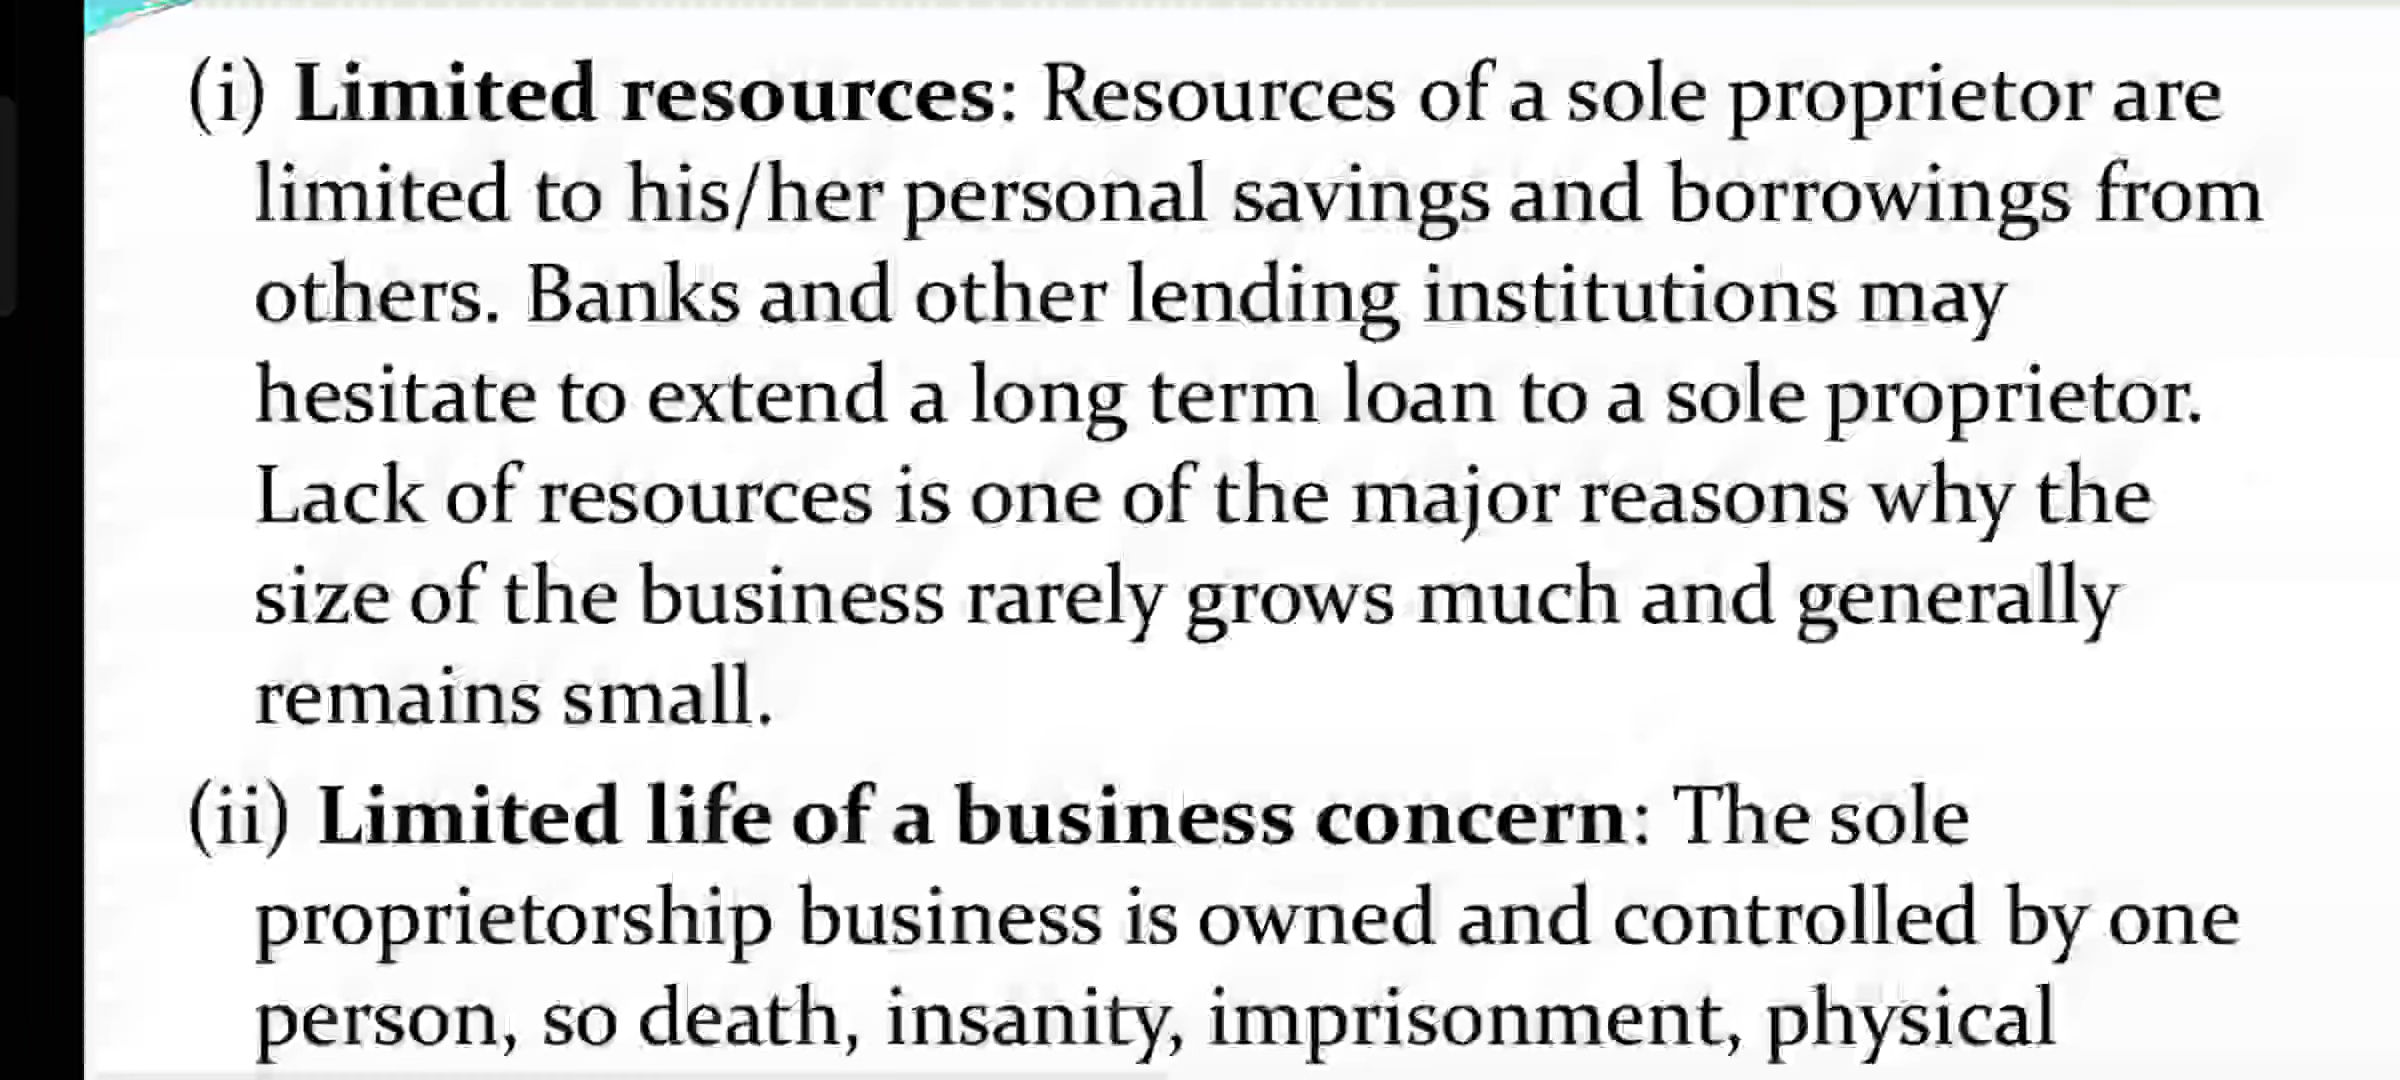 (i) Limited resources: Resources of a sole proprietor are
limited to his/her personal savings and borrowings from
others. Banks and other lending institutions may
hesitate to extend a long term loan to a sole proprietor.
Lack of resources is one of the major reasons why the
size of the business rarely grows much and generally
remains small.
(ii) Limited life of a business concern: The sole
proprietorship business is owned and controlled by one
person, so death, insanity, imprisonment, physical